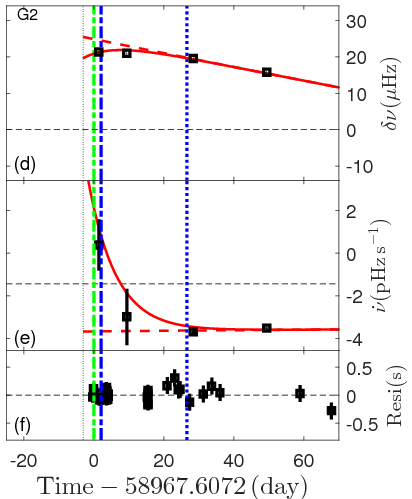 G2
30
20
10
0
-10
δν(μHz)
(d)
2
0
-2
-4
ν̇(pHz s⁻¹)
(e)
0.5
0
-0.5
Resi(s)
(f)
-20 0 20 40 60
Time − 58967.6072 (day)